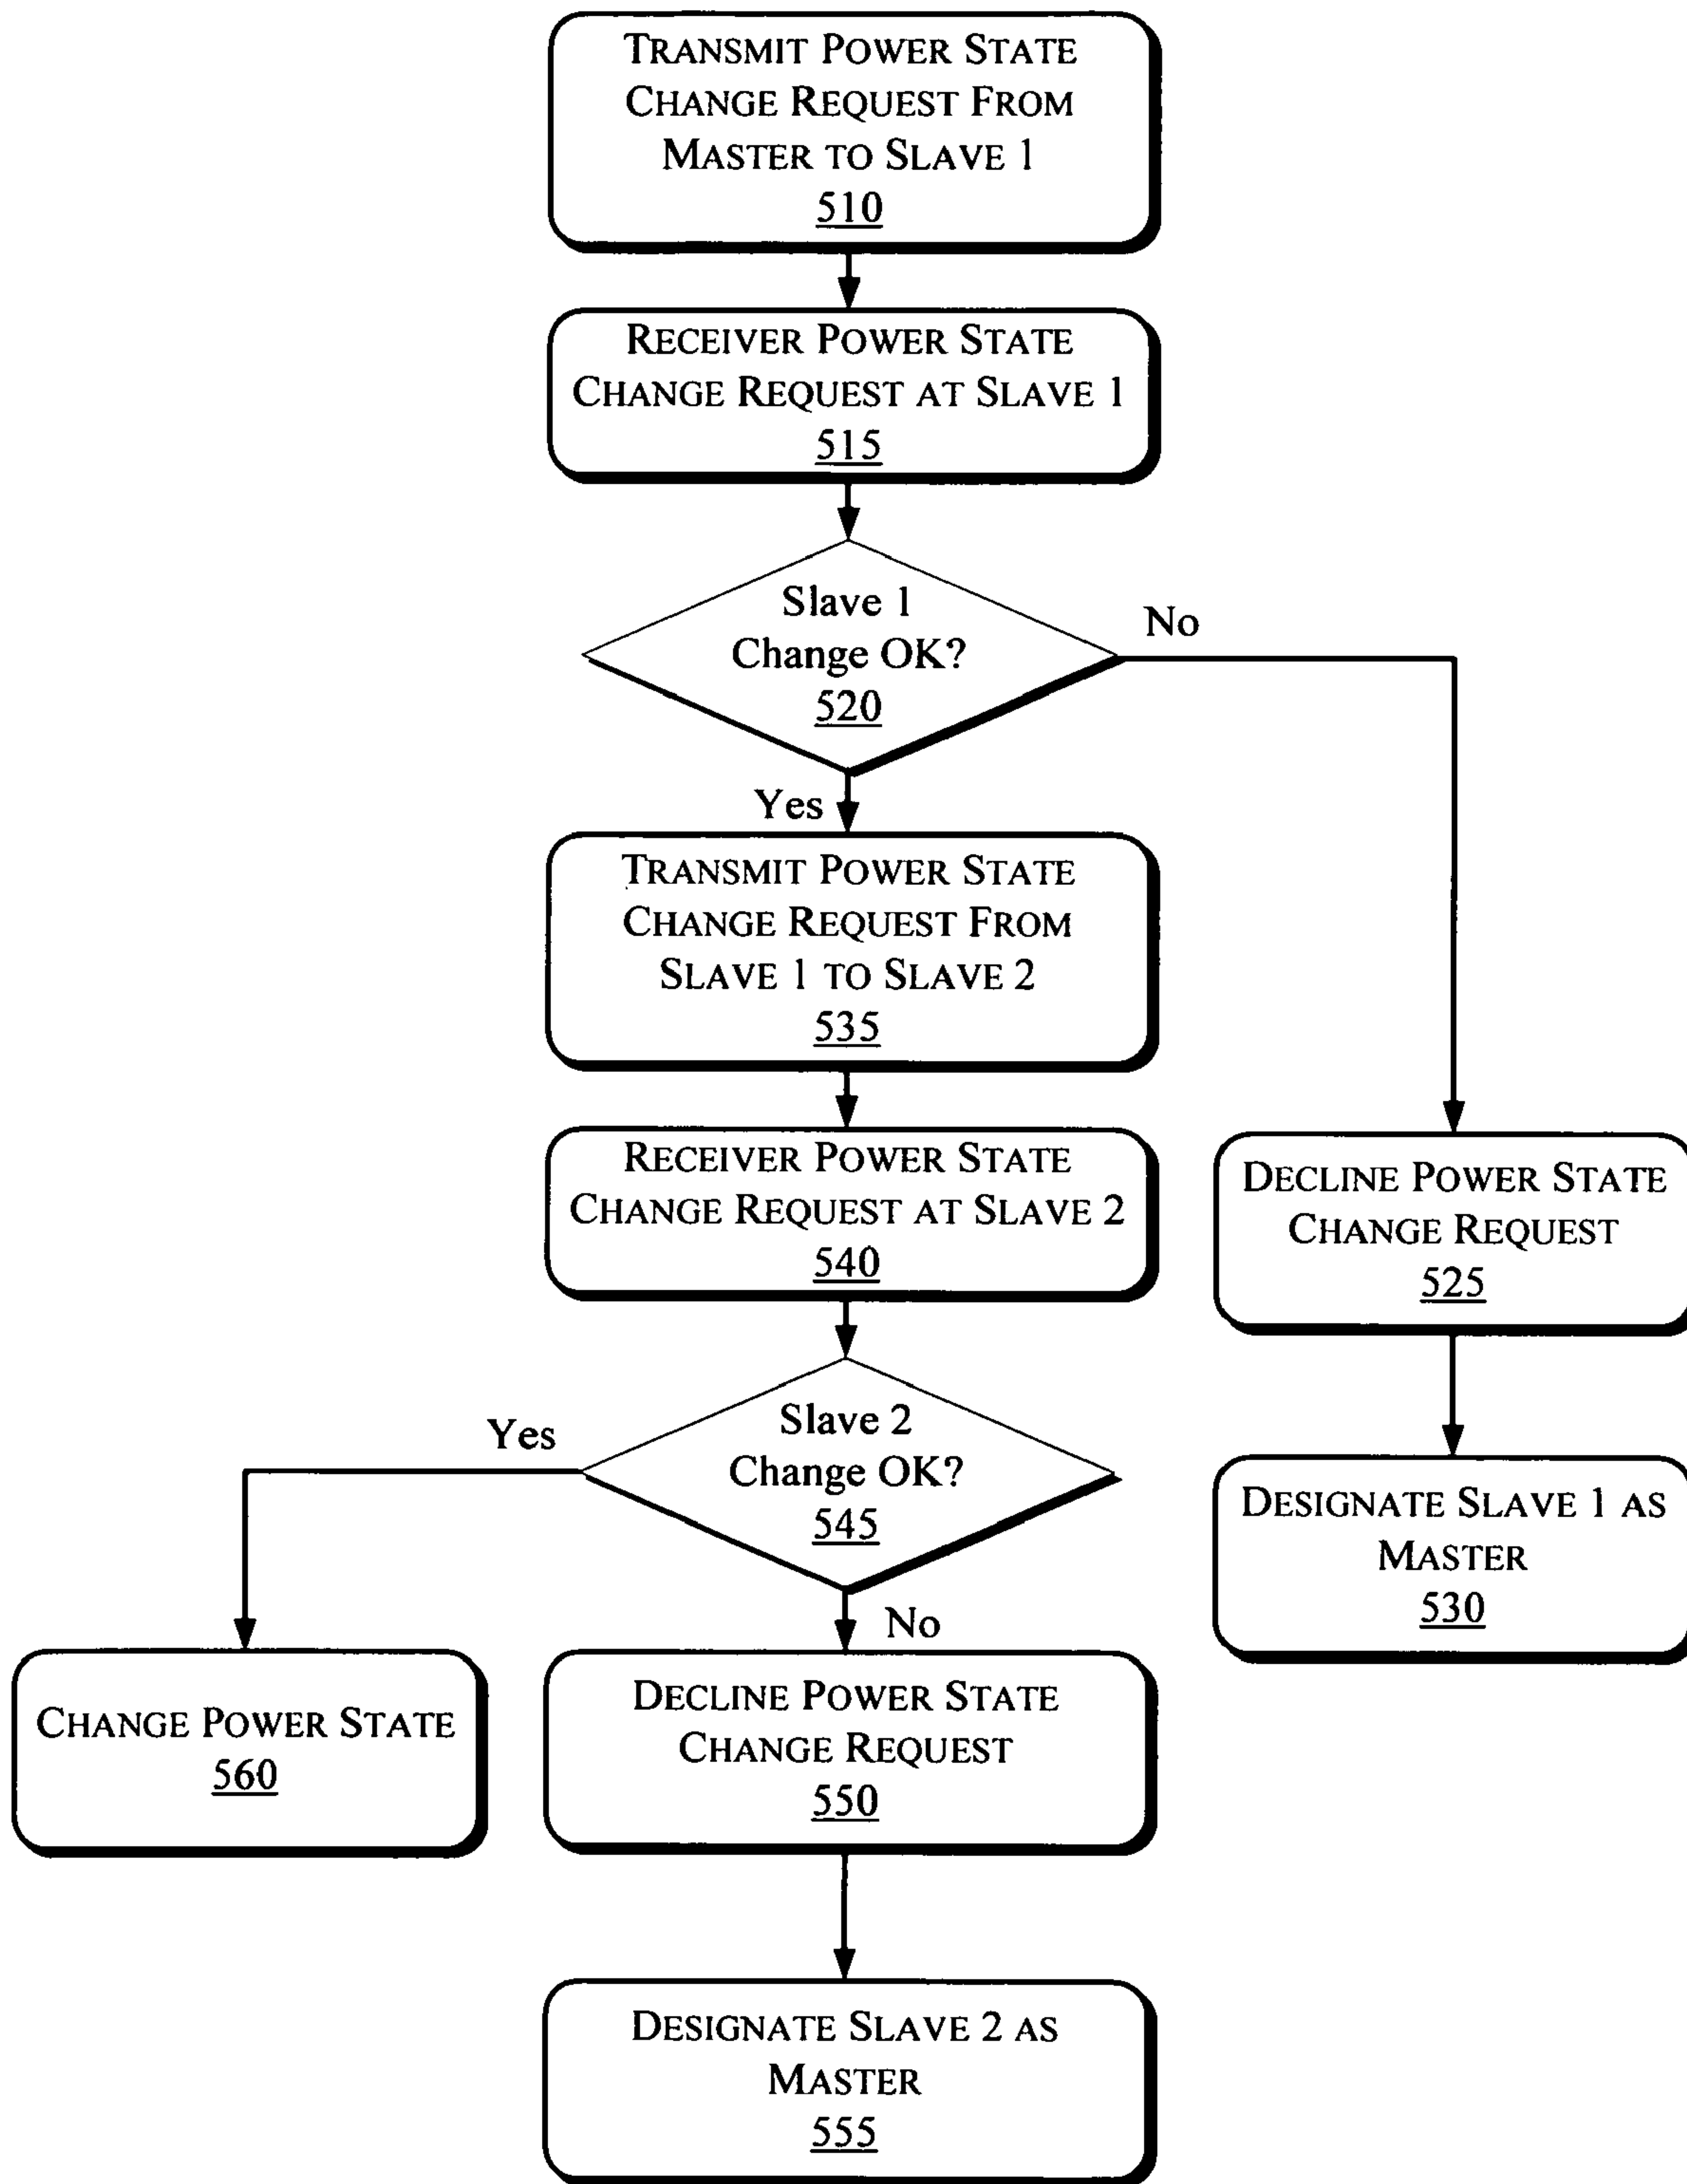 TRANSMIT POWER STATE
CHANGE REQUEST FROM
MASTER TO SLAVE 1
510
RECEIVER POWER STATE
CHANGE REQUEST AT SLAVE 1
515
Slave 1
Change OK?
520
No
Yes
TRANSMIT POWER STATE
CHANGE REQUEST FROM
SLAVE 1 TO SLAVE 2
535
RECEIVER POWER STATE
CHANGE REQUEST AT SLAVE 2
540
DECLINE POWER STATE
CHANGE REQUEST
525
Slave 2
Change OK?
545
Yes
No
DESIGNATE SLAVE 1 AS
MASTER
530
CHANGE POWER STATE
560
DECLINE POWER STATE
CHANGE REQUEST
550
DESIGNATE SLAVE 2 AS
MASTER
555